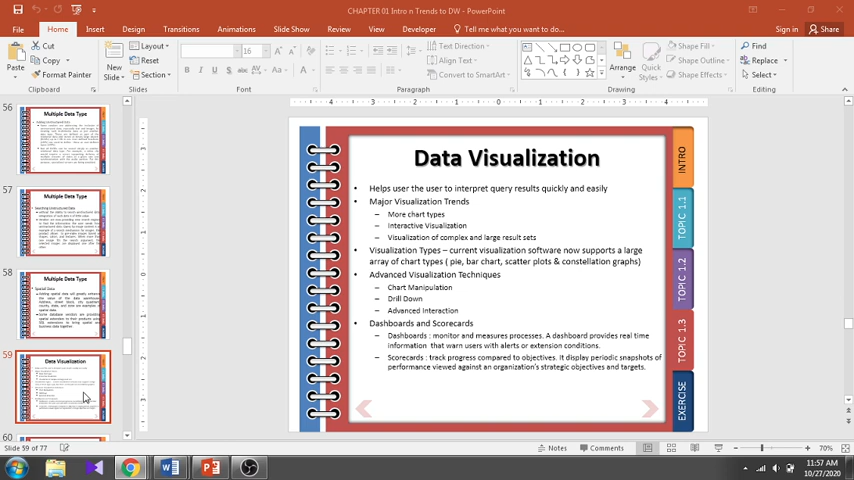 CHAPTER 01 Intro n Trends to DW - PowerPoint
File Home Insert Design Transitions Animations Slide Show Review View Developer Tell me what you want to do... Sign in Share
Cut
Copy
Format Painter
Paste
Clipboard
New Slide
Layout
Reset
Section
Slides
16
B I U S abc AV Aa A
Font
Paragraph
Text Direction
Align Text
Convert to SmartArt
Drawing
Arrange
Quick Styles
Shape Fill
Shape Outline
Shape Effects
Find
Replace
Select
Editing
56
Multiple Data Type
57
Multiple Data Type
58
Multiple Data Type
Spatial Data
59
Data Visualization
60
Data Visualization
• Helps user the user to interpret query results quickly and easily
• Major Visualization Trends
– More chart types
– Interactive Visualization
– Visualization of complex and large result sets
• Visualization Types – current visualization software now supports a large
array of chart types ( pie, bar chart, scatter plots & constellation graphs)
• Advanced Visualization Techniques
– Chart Manipulation
– Drill Down
– Advanced Interaction
• Dashboards and Scorecards
– Dashboards : monitor and measures processes. A dashboard provides real time
information that warn users with alerts or extension conditions.
– Scorecards : track progress compared to objectives. It display periodic snapshots of
performance viewed against an organization's strategic objectives and targets.
INTRO
TOPIC 1.1
TOPIC 1.2
TOPIC 1.3
EXERCISE
Slide 59 of 77
Notes
Comments
70%
11:57 AM
10/27/2020